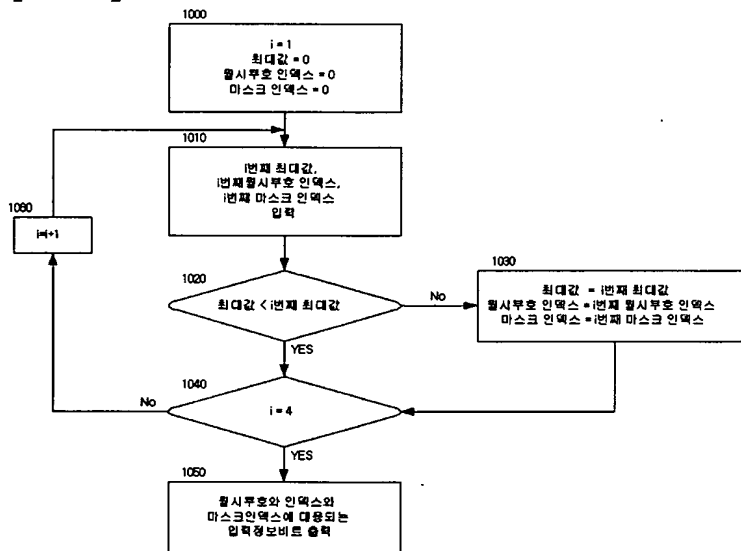 1000
i = 1
최대값 = 0
월시부호 인덱스 = 0
마스크 인덱스 = 0
1010
i번째 최대값,
i번째월시부호 인덱스,
i번째 마스크 인덱스
입력
1060
i=i+1
1020
최대값 < i번째 최대값
No
1030
최대값 = i번째 최대값
월시부호 인덱스 = i번째 월시부호 인덱스
마스크 인덱스 = i번째 마스크 인덱스
YES
1040
No
i = 4
YES
1050
월시부호와 인덱스와
마스크인덱스에 대응되는
입력정보비트 출력